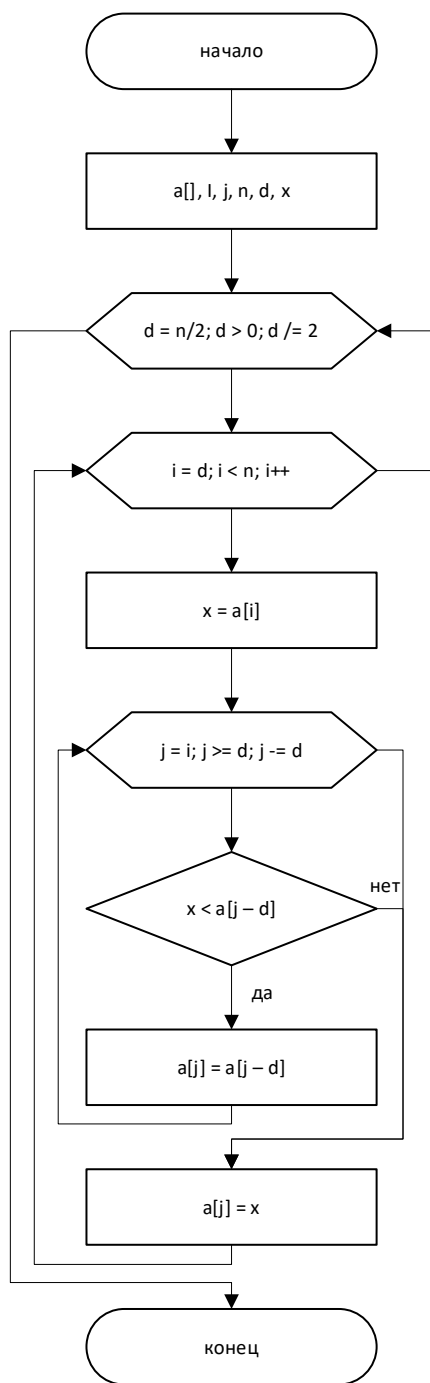 начало
a[], I, j, n, d, x
d = n/2; d > 0; d /= 2
i = d; i < n; i++
x = a[i]
j = i; j >= d; j -= d
x < a[j – d]
нет
да
a[j] = a[j – d]
a[j] = x
конец